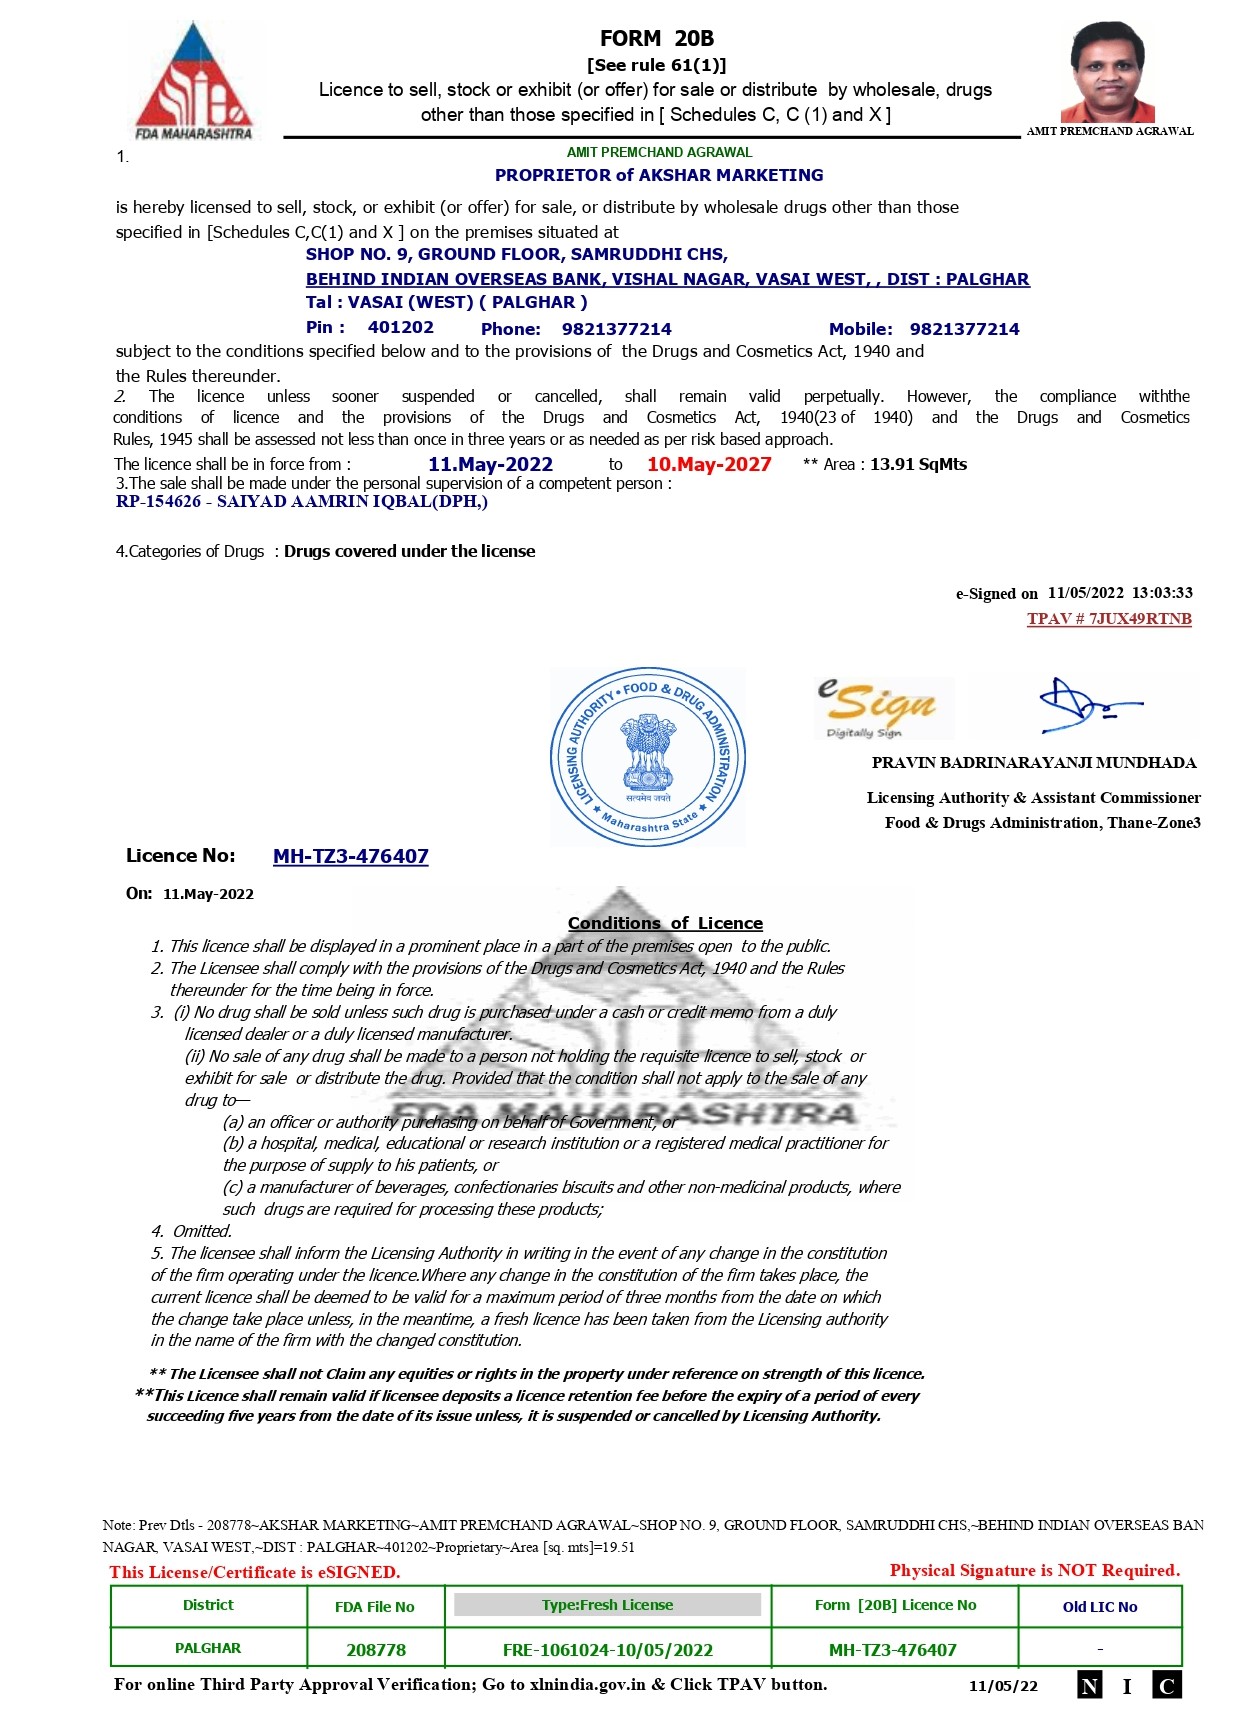 FORM 20B
[See rule 61(1)]
Licence to sell, stock or exhibit (or offer) for sale or distribute by wholesale, drugs
other than those specified in [ Schedules C, C (1) and X ]
FDA MAHARASHTRA
AMIT PREMCHAND AGRAWAL
1.
AMIT PREMCHAND AGRAWAL
PROPRIETOR of AKSHAR MARKETING
is hereby licensed to sell, stock, or exhibit (or offer) for sale, or distribute by wholesale drugs other than those
specified in [Schedules C,C(1) and X ] on the premises situated at
SHOP NO. 9, GROUND FLOOR, SAMRUDDHI CHS,
BEHIND INDIAN OVERSEAS BANK, VISHAL NAGAR, VASAI WEST, , DIST : PALGHAR
Tal : VASAI (WEST) ( PALGHAR )
Pin : 401202 Phone: 9821377214 Mobile: 9821377214
subject to the conditions specified below and to the provisions of the Drugs and Cosmetics Act, 1940 and
the Rules thereunder.
2. The licence unless sooner suspended or cancelled, shall remain valid perpetually. However, the compliance withthe
conditions of licence and the provisions of the Drugs and Cosmetics Act, 1940(23 of 1940) and the Drugs and Cosmetics
Rules, 1945 shall be assessed not less than once in three years or as needed as per risk based approach.
The licence shall be in force from : 11.May-2022 to 10.May-2027 ** Area : 13.91 SqMts
3.The sale shall be made under the personal supervision of a competent person :
RP-154626 - SAIYAD AAMRIN IQBAL(DPH,)
4.Categories of Drugs : Drugs covered under the license
e-Signed on 11/05/2022 13:03:33
TPAV # 7JUX49RTNB
LICENSING AUTHORITY • FOOD & DRUG ADMINISTRATION
सत्यमेव जयते
★ Maharashtra State ★
eSign
Digitally Sign
PRAVIN BADRINARAYANJI MUNDHADA
Licensing Authority & Assistant Commissioner
Food & Drugs Administration, Thane-Zone3
Licence No: MH-TZ3-476407
On: 11.May-2022
Conditions of Licence
1. This licence shall be displayed in a prominent place in a part of the premises open to the public.
2. The Licensee shall comply with the provisions of the Drugs and Cosmetics Act, 1940 and the Rules
thereunder for the time being in force.
3. (i) No drug shall be sold unless such drug is purchased under a cash or credit memo from a duly
licensed dealer or a duly licensed manufacturer.
(ii) No sale of any drug shall be made to a person not holding the requisite licence to sell, stock or
exhibit for sale or distribute the drug. Provided that the condition shall not apply to the sale of any
drug to—
FDA MAHARASHTRA
(a) an officer or authority purchasing on behalf of Government, or
(b) a hospital, medical, educational or research institution or a registered medical practitioner for
the purpose of supply to his patients, or
(c) a manufacturer of beverages, confectionaries biscuits and other non-medicinal products, where
such drugs are required for processing these products;
4. Omitted.
5. The licensee shall inform the Licensing Authority in writing in the event of any change in the constitution
of the firm operating under the licence.Where any change in the constitution of the firm takes place, the
current licence shall be deemed to be valid for a maximum period of three months from the date on which
the change take place unless, in the meantime, a fresh licence has been taken from the Licensing authority
in the name of the firm with the changed constitution.
** The Licensee shall not Claim any equities or rights in the property under reference on strength of this licence.
**This Licence shall remain valid if licensee deposits a licence retention fee before the expiry of a period of every
succeeding five years from the date of its issue unless, it is suspended or cancelled by Licensing Authority.
Note: Prev Dtls - 208778~AKSHAR MARKETING~AMIT PREMCHAND AGRAWAL~SHOP NO. 9, GROUND FLOOR, SAMRUDDHI CHS,~BEHIND INDIAN OVERSEAS BAN
NAGAR, VASAI WEST,~DIST : PALGHAR~401202~Proprietary~Area [sq. mts]=19.51
This License/Certificate is eSIGNED. Physical Signature is NOT Required.
District FDA File No Type:Fresh License Form [20B] Licence No Old LIC No
PALGHAR 208778 FRE-1061024-10/05/2022 MH-TZ3-476407 -
For online Third Party Approval Verification; Go to xlnindia.gov.in & Click TPAV button. 11/05/22 N I C